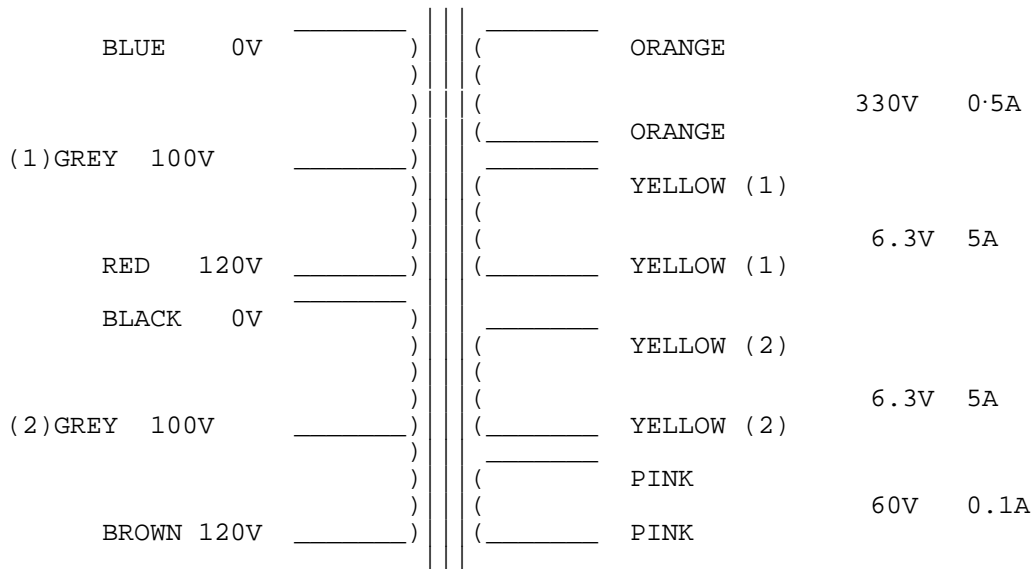 BLUE 0V ORANGE
330V 0·5A
ORANGE
(1)GREY 100V
YELLOW (1)
6.3V 5A
RED 120V YELLOW (1)
BLACK 0V
YELLOW (2)
6.3V 5A
(2)GREY 100V YELLOW (2)
PINK
60V 0.1A
BROWN 120V PINK